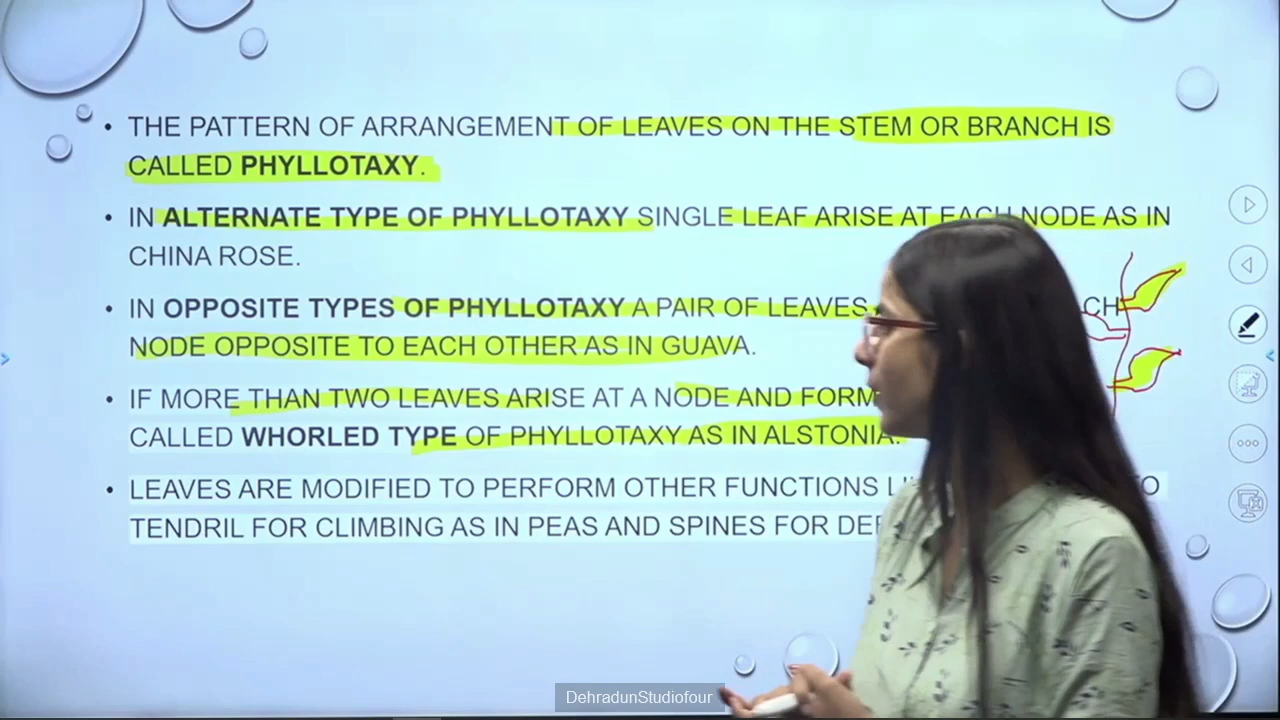 THE PATTERN OF ARRANGEMENT OF LEAVES ON THE STEM OR BRANCH IS
CALLED PHYLLOTAXY.
IN ALTERNATE TYPE OF PHYLLOTAXY SINGLE LEAF ARISE AT EACH NODE AS IN
CHINA ROSE.
IN OPPOSITE TYPES OF PHYLLOTAXY A PAIR OF LEAVES CH
NODE OPPOSITE TO EACH OTHER AS IN GUAVA.
IF MORE THAN TWO LEAVES ARISE AT A NODE AND FORM
CALLED WHORLED TYPE OF PHYLLOTAXY AS IN ALSTONIA.
LEAVES ARE MODIFIED TO PERFORM OTHER FUNCTIONS TO
TENDRIL FOR CLIMBING AS IN PEAS AND SPINES FOR
DehradunStudiofour